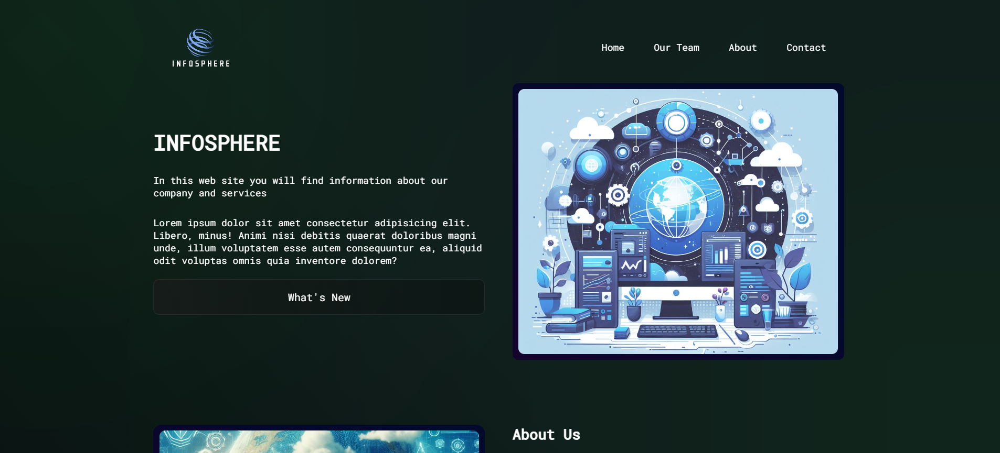 INFOSPHERE
Home
Our Team
About
Contact
INFOSPHERE
In this web site you will find information about our
company and services
Lorem ipsum dolor sit amet consectetur adipisicing elit.
Libero, minus! Animi nisi debitis quaerat doloribus magni
unde, illum voluptatem esse autem consequuntur ea, aliquid
odit voluptas omnis quia inventore dolorem?
What's New
About Us